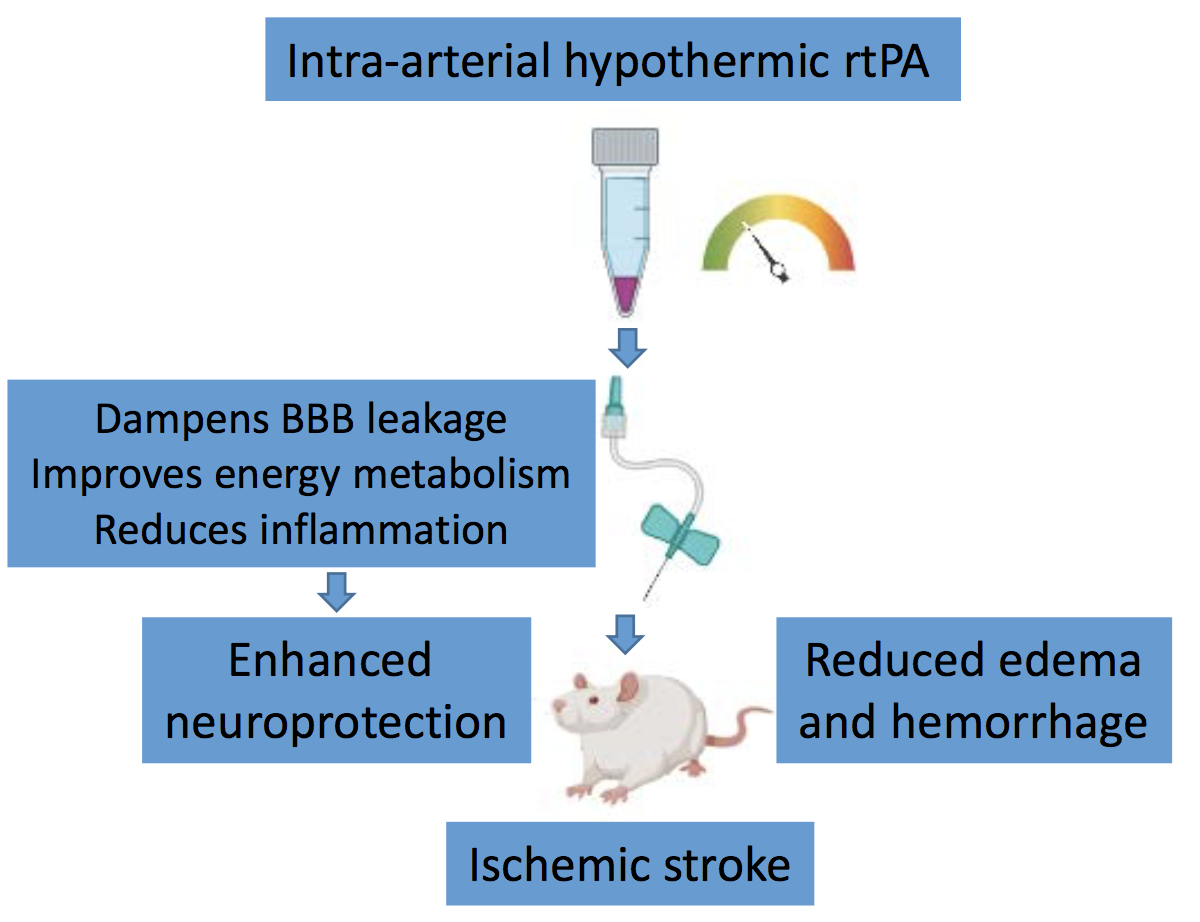 Intra-arterial hypothermic rtPA
Dampens BBB leakage
Improves energy metabolism
Reduces inflammation
Enhanced
neuroprotection
Reduced edema
and hemorrhage
Ischemic stroke